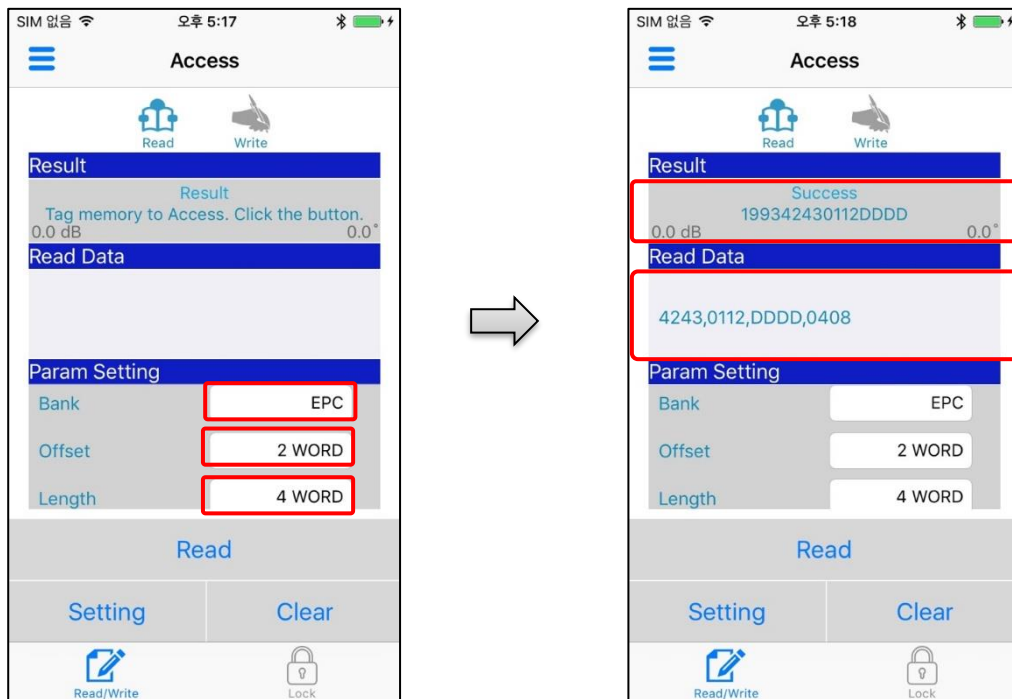 SIM 없음 오후 5:17
Access
Read Write
Result
Result
Tag memory to Access. Click the button.
0.0 dB 0.0°
Read Data
Param Setting
Bank EPC
Offset 2 WORD
Length 4 WORD
Read
Setting Clear
Read/Write Lock
SIM 없음 오후 5:18
Access
Read Write
Result
Success
199342430112DDDD
0.0 dB 0.0°
Read Data
4243,0112,DDDD,0408
Param Setting
Bank EPC
Offset 2 WORD
Length 4 WORD
Read
Setting Clear
Read/Write Lock